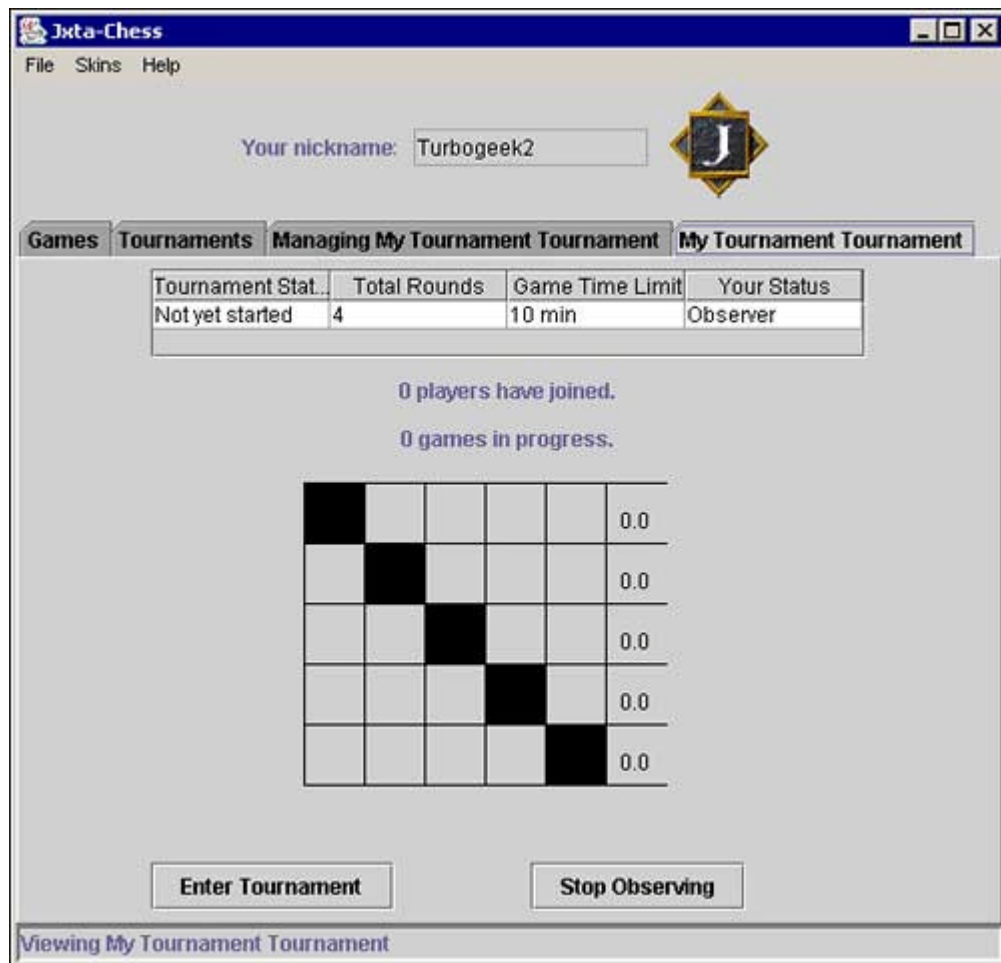 Jxta-Chess
File Skins Help
Your nickname: Turbogeek2 J
Games Tournaments Managing My Tournament Tournament My Tournament Tournament
Tournament Stat... Total Rounds Game Time Limit Your Status
Not yet started 4 10 min Observer
0 players have joined.
0 games in progress.
0.0
0.0
0.0
0.0
0.0
Enter Tournament Stop Observing
Viewing My Tournament Tournament